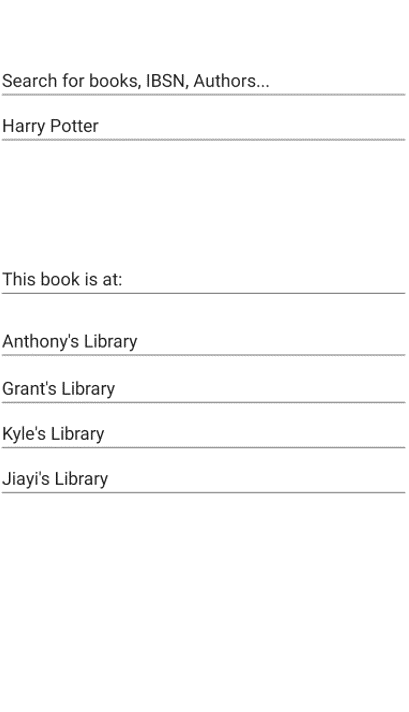 Search for books, IBSN, Authors...
Harry Potter
This book is at:
Anthony's Library
Grant's Library
Kyle's Library
Jiayi's Library